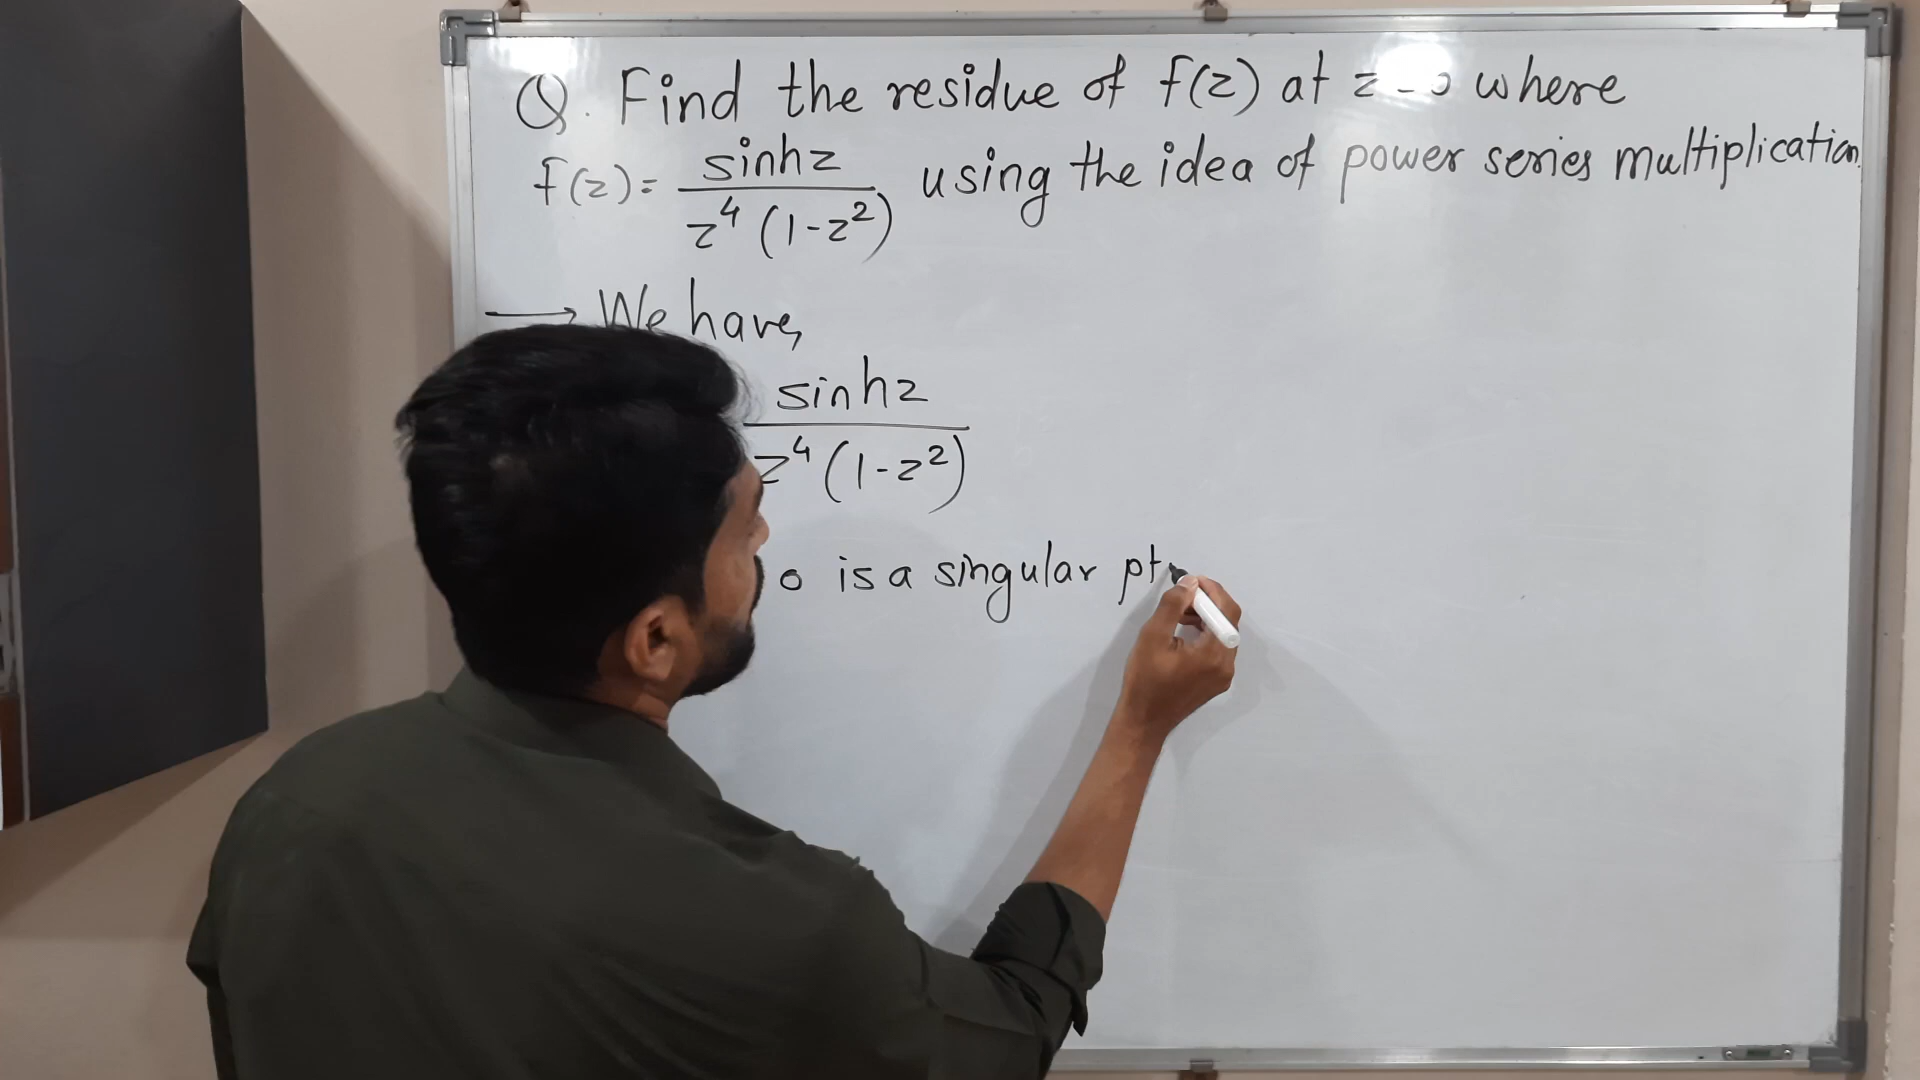 Q. Find the residue of f(z) at z=0 where
f(z) = sinhz / z⁴(1-z²) using the idea of power series multiplication.
→ We have,
sinhz / z⁴(1-z²)
0 is a singular pt